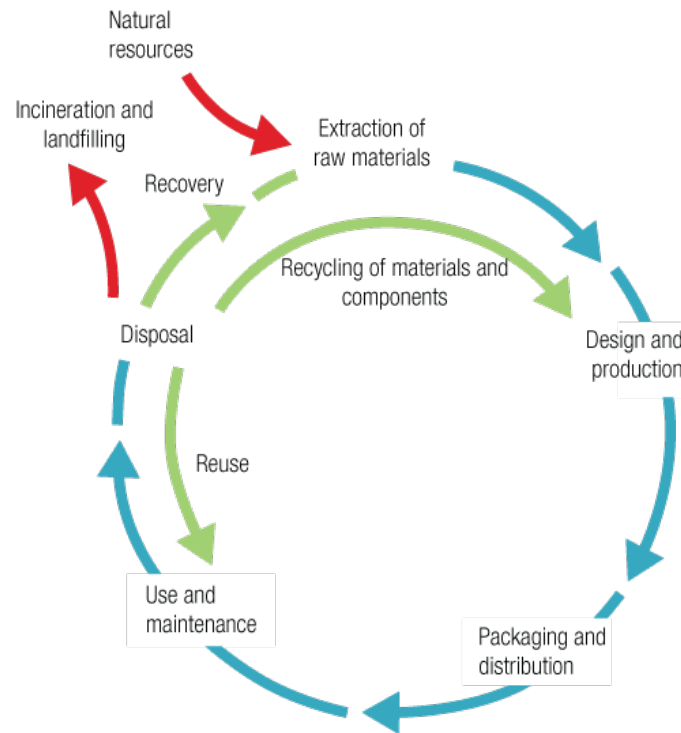 Natural
resources
Incineration and
landfilling
Extraction of
raw materials
Recovery
Recycling of materials and
components
Disposal
Design and
production
Reuse
Use and
maintenance
Packaging and
distribution